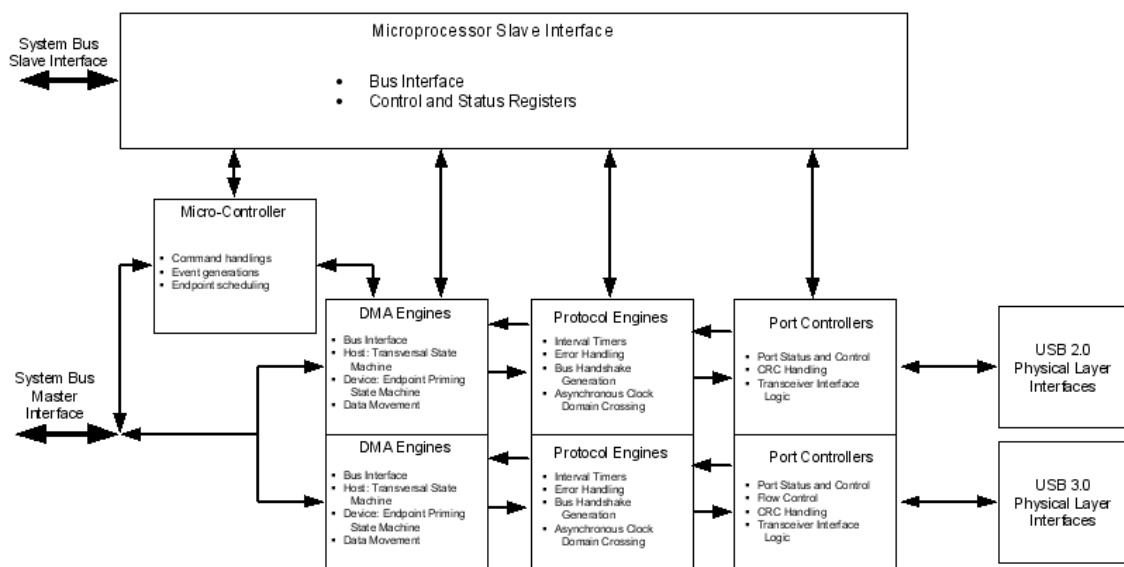 Microprocessor Slave Interface
System Bus
Slave Interface
• Bus Interface
• Control and Status Registers
Micro-Controller
▪ Command handlings
▪ Event generations
▪ Endpoint scheduling
System Bus
Master
Interface
DMA Engines
▪ Bus Interface
▪ Host: Transversal State
Machine
▪ Device: Endpoint Priming
State Machine
▪ Data Movement
Protocol Engines
▪ Interval Timers
▪ Error Handling
▪ Bus Handshake
Generation
▪ Asynchronous Clock
Domain Crossing
Port Controllers
▪ Port Status and Control
▪ CRC Handling
▪ Transceiver Interface
Logic
USB 2.0
Physical Layer
Interfaces
DMA Engines
▪ Bus Interface
▪ Host: Transversal State
Machine
▪ Device: Endpoint Priming
State Machine
▪ Data Movement
Protocol Engines
▪ Interval Timers
▪ Error Handling
▪ Bus Handshake
Generation
▪ Asynchronous Clock
Domain Crossing
Port Controllers
▪ Port Status and Control
▪ Flow Control
▪ CRC Handling
▪ Transceiver Interface
Logic
USB 3.0
Physical Layer
Interfaces